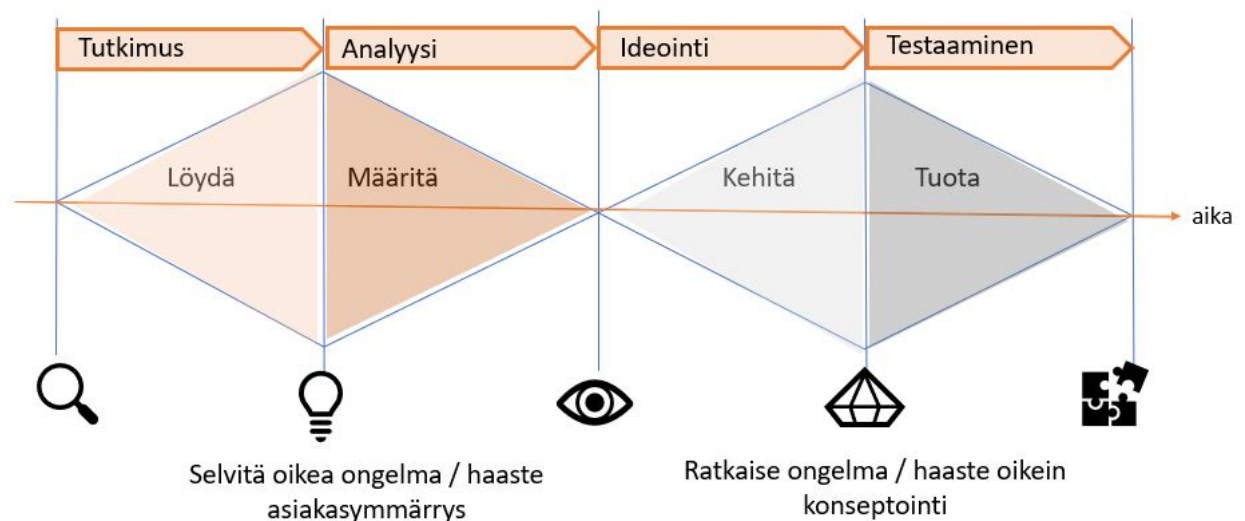 Tutkimus
Analyysi
Ideointi
Testaaminen
Löydä
Määritä
Kehitä
Tuota
aika
Selvitä oikea ongelma / haaste
asiakasymmärrys
Ratkaise ongelma / haaste oikein
konseptointi